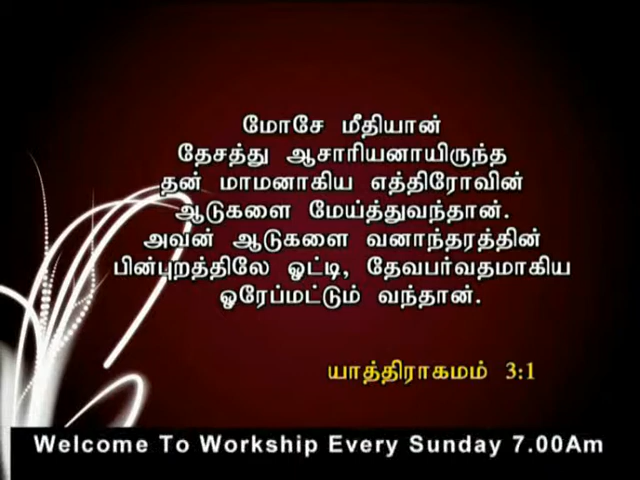 மோசே மீதியான்
தேசத்து ஆசாரியனாயிருந்த
தன் மாமனாகிய எத்திரோவின்
ஆடுகளை மேய்த்துவந்தான்.
அவன் ஆடுகளை வனாந்தரத்தின்
பின்புறத்திலே ஓட்டி, தேவபர்வதமாகிய
ஓரேப்மட்டும் வந்தான்.
யாத்திராகமம் 3:1
Welcome To Workship Every Sunday 7.00Am